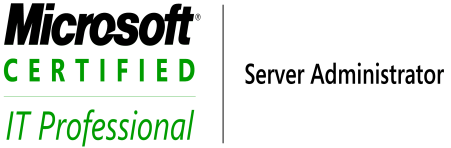 Microsoft®
CERTIFIED
IT Professional
Server Administrator